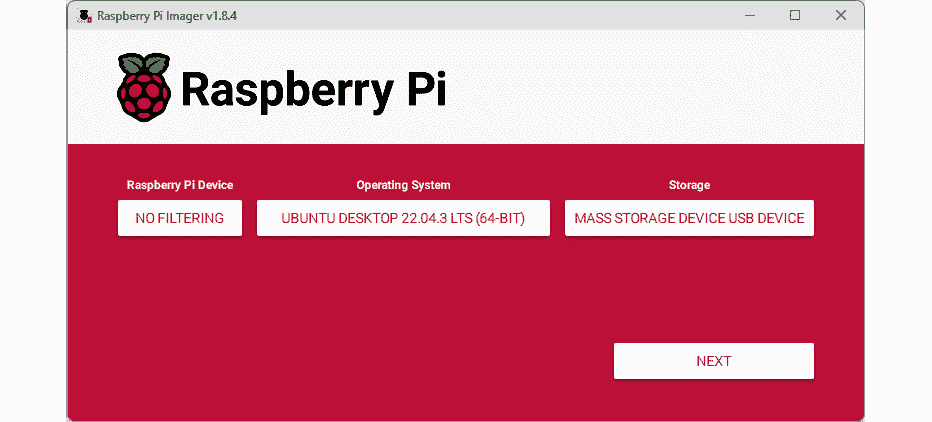 Raspberry Pi Imager v1.8.4
Raspberry Pi
Raspberry Pi Device
Operating System
Storage
NO FILTERING
UBUNTU DESKTOP 22.04.3 LTS (64-BIT)
MASS STORAGE DEVICE USB DEVICE
NEXT